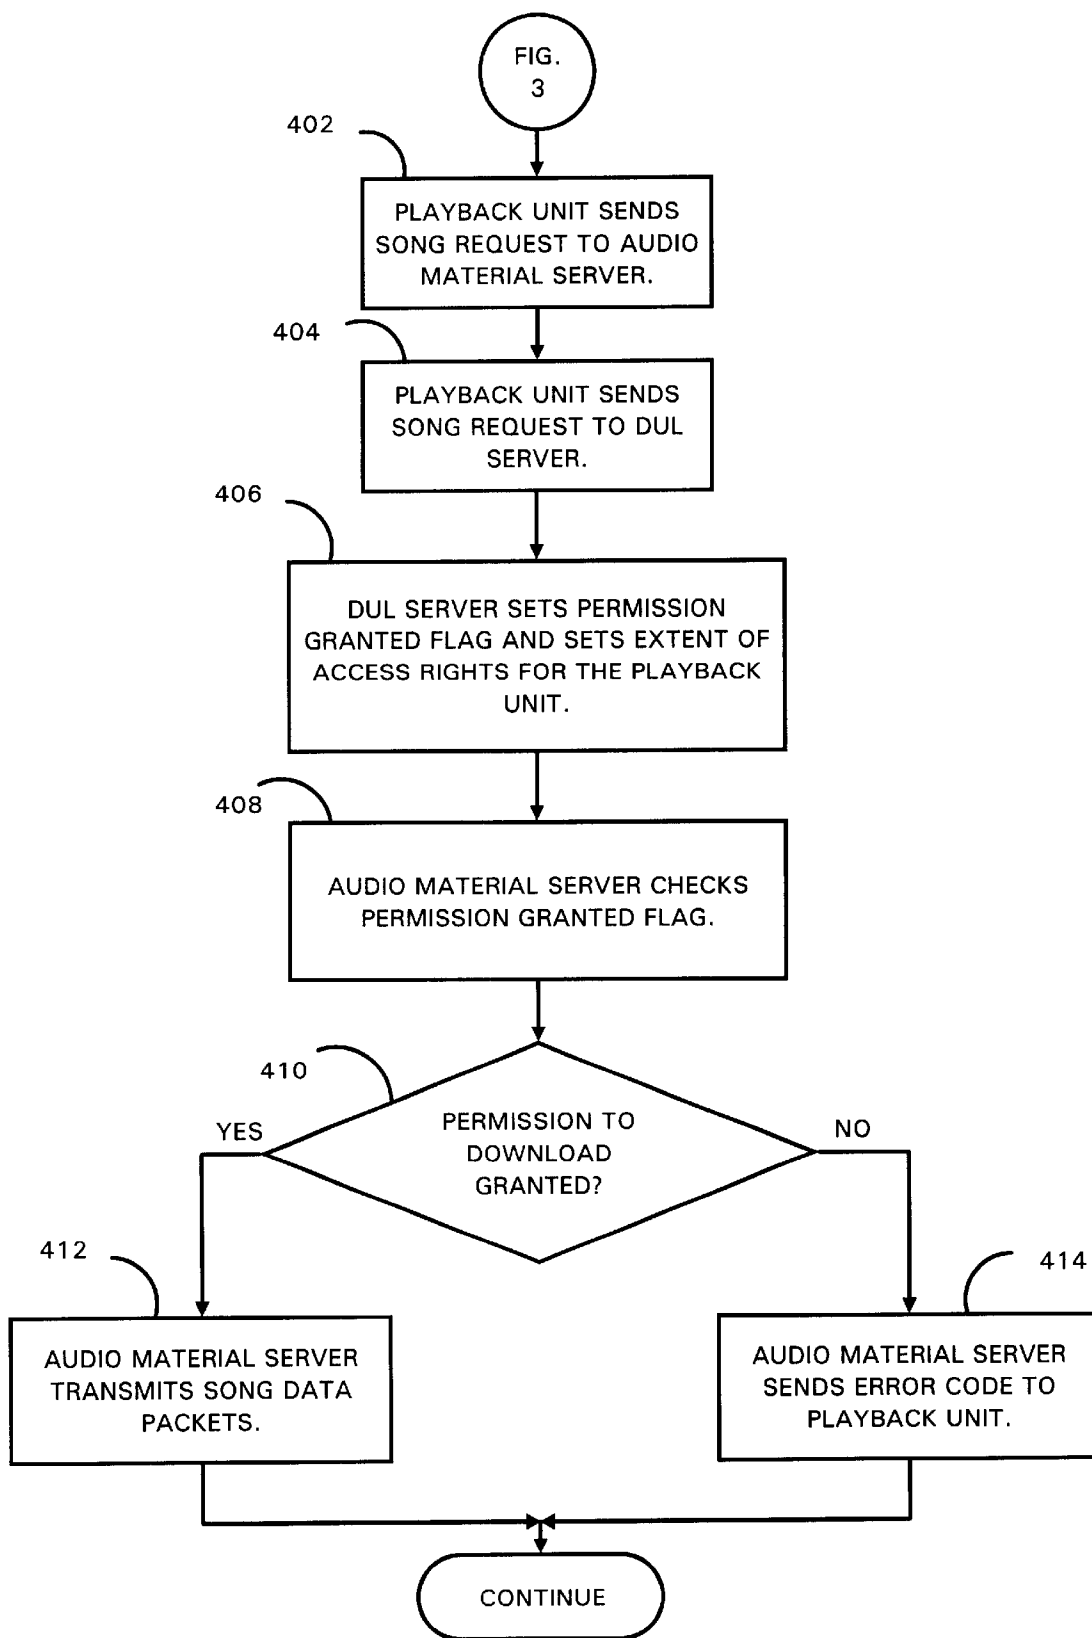 FIG.
3
402
PLAYBACK UNIT SENDS
SONG REQUEST TO AUDIO
MATERIAL SERVER.
404
PLAYBACK UNIT SENDS
SONG REQUEST TO DUL
SERVER.
406
DUL SERVER SETS PERMISSION
GRANTED FLAG AND SETS EXTENT OF
ACCESS RIGHTS FOR THE PLAYBACK
UNIT.
408
AUDIO MATERIAL SERVER CHECKS
PERMISSION GRANTED FLAG.
410
PERMISSION TO
DOWNLOAD
GRANTED?
YES
NO
412
AUDIO MATERIAL SERVER
TRANSMITS SONG DATA
PACKETS.
414
AUDIO MATERIAL SERVER
SENDS ERROR CODE TO
PLAYBACK UNIT.
CONTINUE